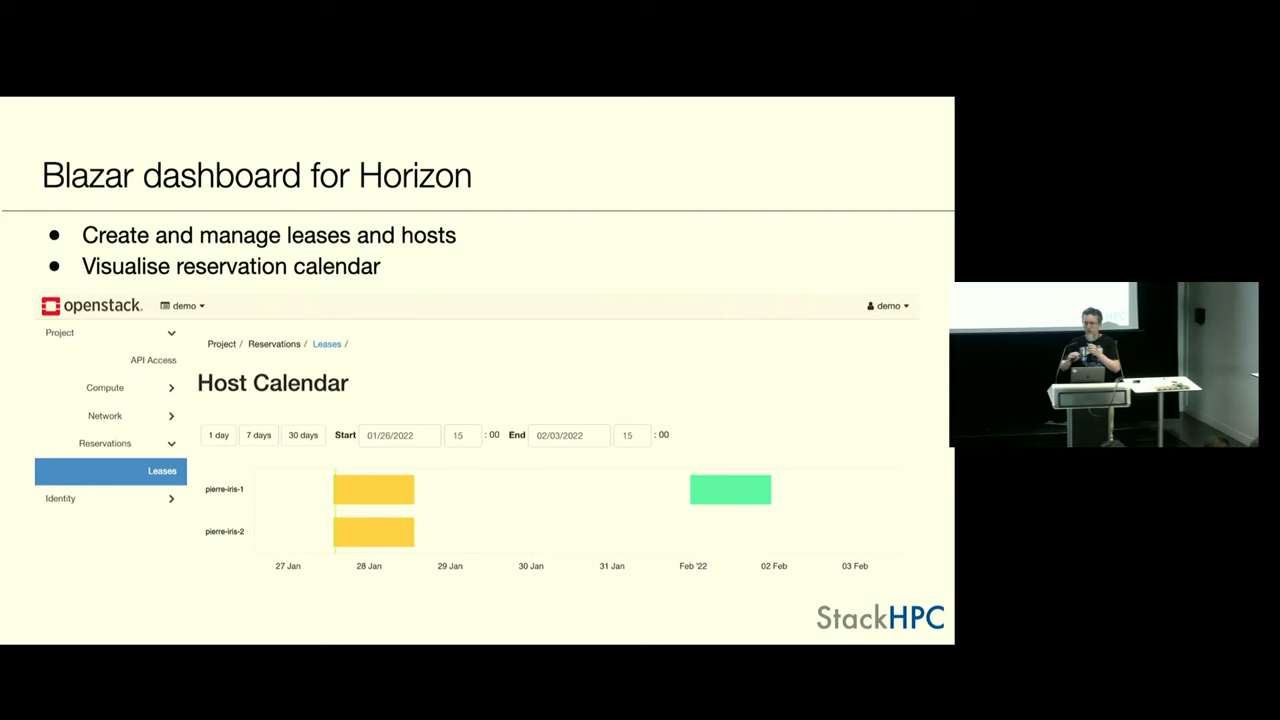 Blazar dashboard for Horizon
● Create and manage leases and hosts
● Visualise reservation calendar
openstack. demo demo
Project
API Access
Compute
Network
Reservations
Leases
Identity
Project / Reservations / Leases /
Host Calendar
1 day 7 days 30 days Start 01/26/2022 15 : 00 End 02/03/2022 15 : 00
pierre-iris-1
pierre-iris-2
27 Jan 28 Jan 29 Jan 30 Jan 31 Jan Feb '22 02 Feb 03 Feb
StackHPC
HPC